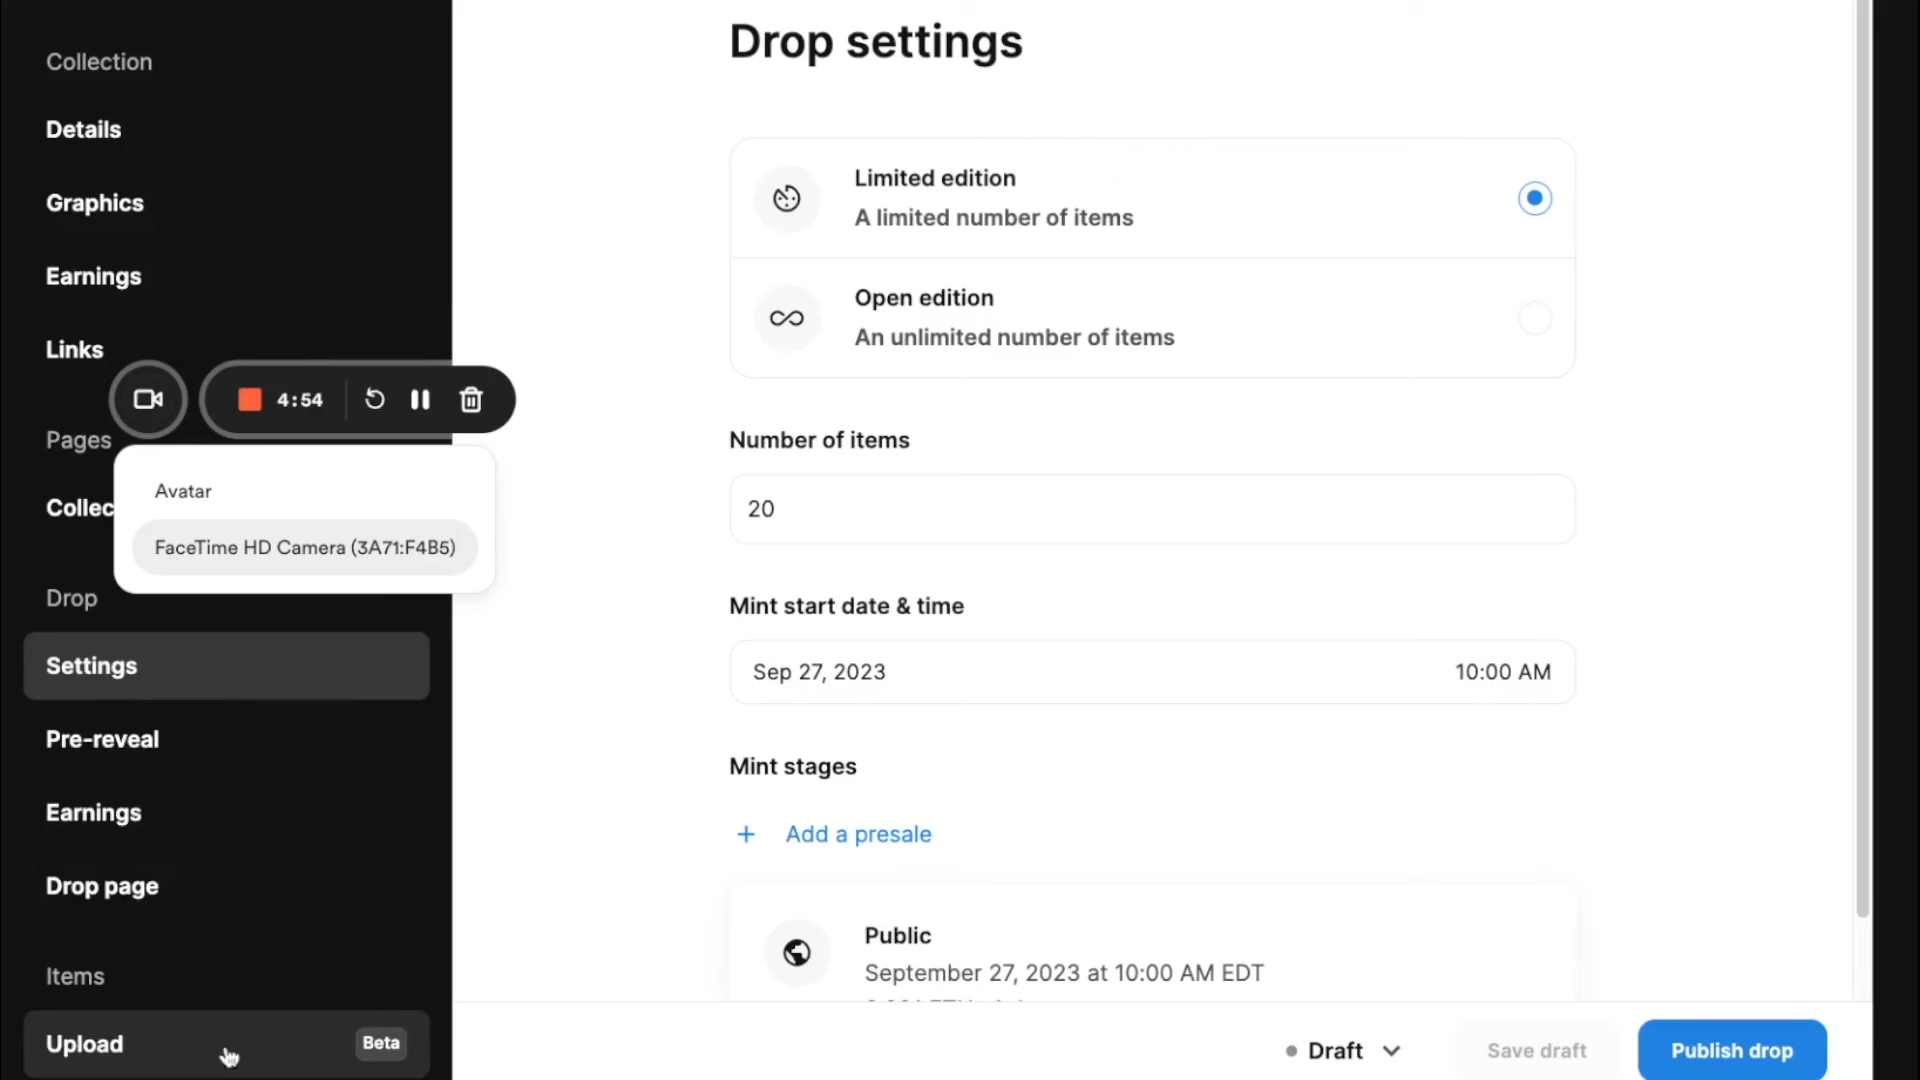 Collection
Details
Graphics
Earnings
Links
4:54
Pages
Avatar
Collec
FaceTime HD Camera (3A71:F4B5)
Drop
Settings
Pre-reveal
Earnings
Drop page
Items
Upload
Beta
Drop settings
Limited edition
A limited number of items
Open edition
An unlimited number of items
Number of items
20
Mint start date & time
Sep 27, 2023
10:00 AM
Mint stages
+ Add a presale
Public
September 27, 2023 at 10:00 AM EDT
Draft
Save draft
Publish drop